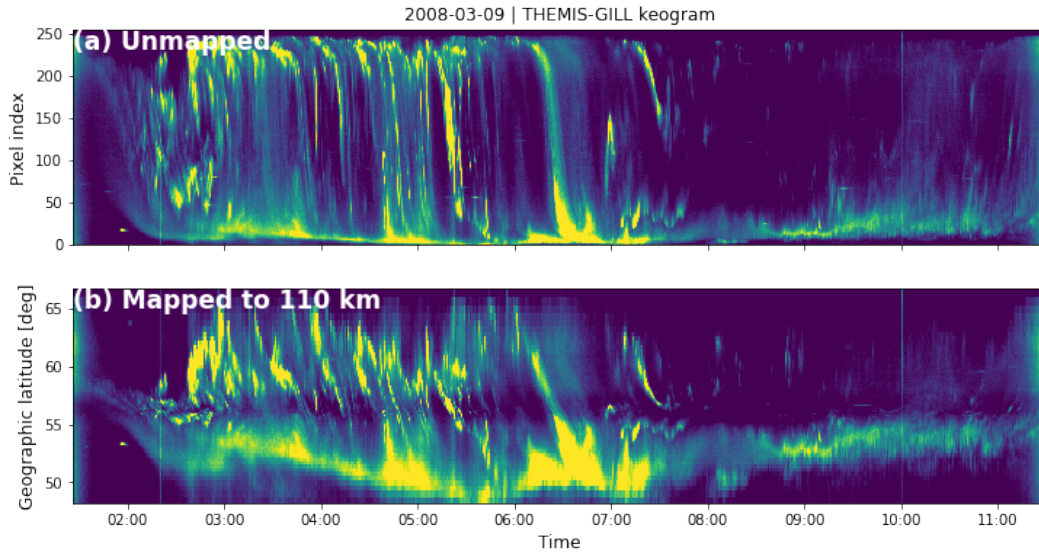 2008-03-09 | THEMIS-GILL keogram
(a) Unmapped
250
200
150
100
50
0
Pixel index
(b) Mapped to 110 km
65
60
55
50
Geographic latitude [deg]
02:00 03:00 04:00 05:00 06:00 07:00 08:00 09:00 10:00 11:00
Time